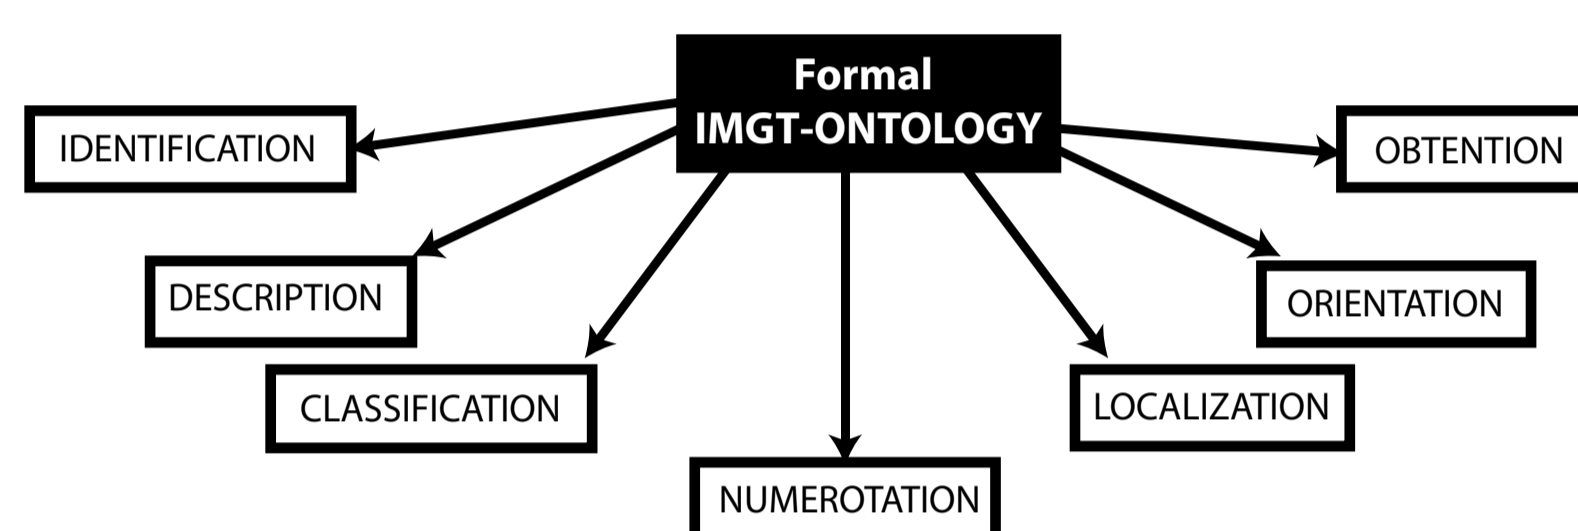 Formal
IMGT-ONTOLOGY
IDENTIFICATION
OBTENTION
DESCRIPTION
ORIENTATION
CLASSIFICATION
LOCALIZATION
NUMEROTATION